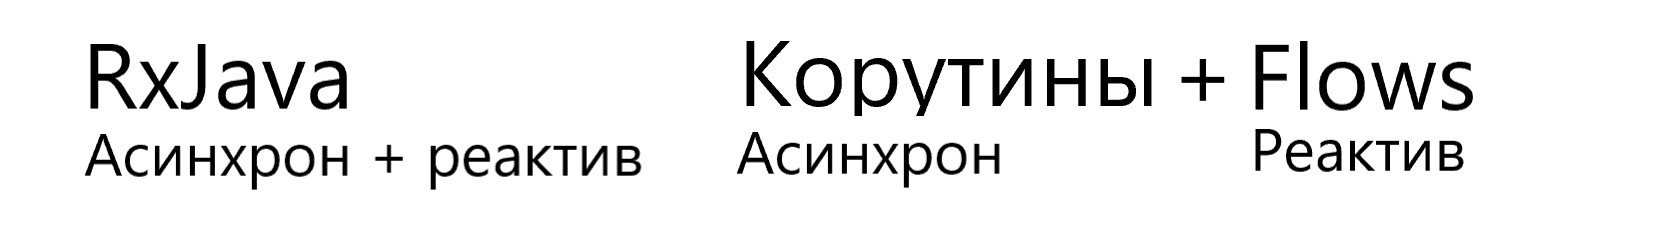 RxJava
Асинхрон + реактив
Корутины + Flows
Асинхрон
Реактив